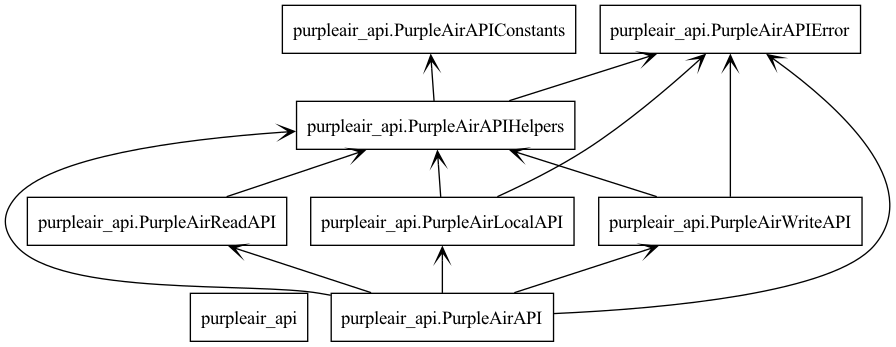 purpleair_api.PurpleAirAPIConstants
purpleair_api.PurpleAirAPIError
purpleair_api.PurpleAirAPIHelpers
purpleair_api.PurpleAirReadAPI
purpleair_api.PurpleAirLocalAPI
purpleair_api.PurpleAirWriteAPI
purpleair_api
purpleair_api.PurpleAirAPI